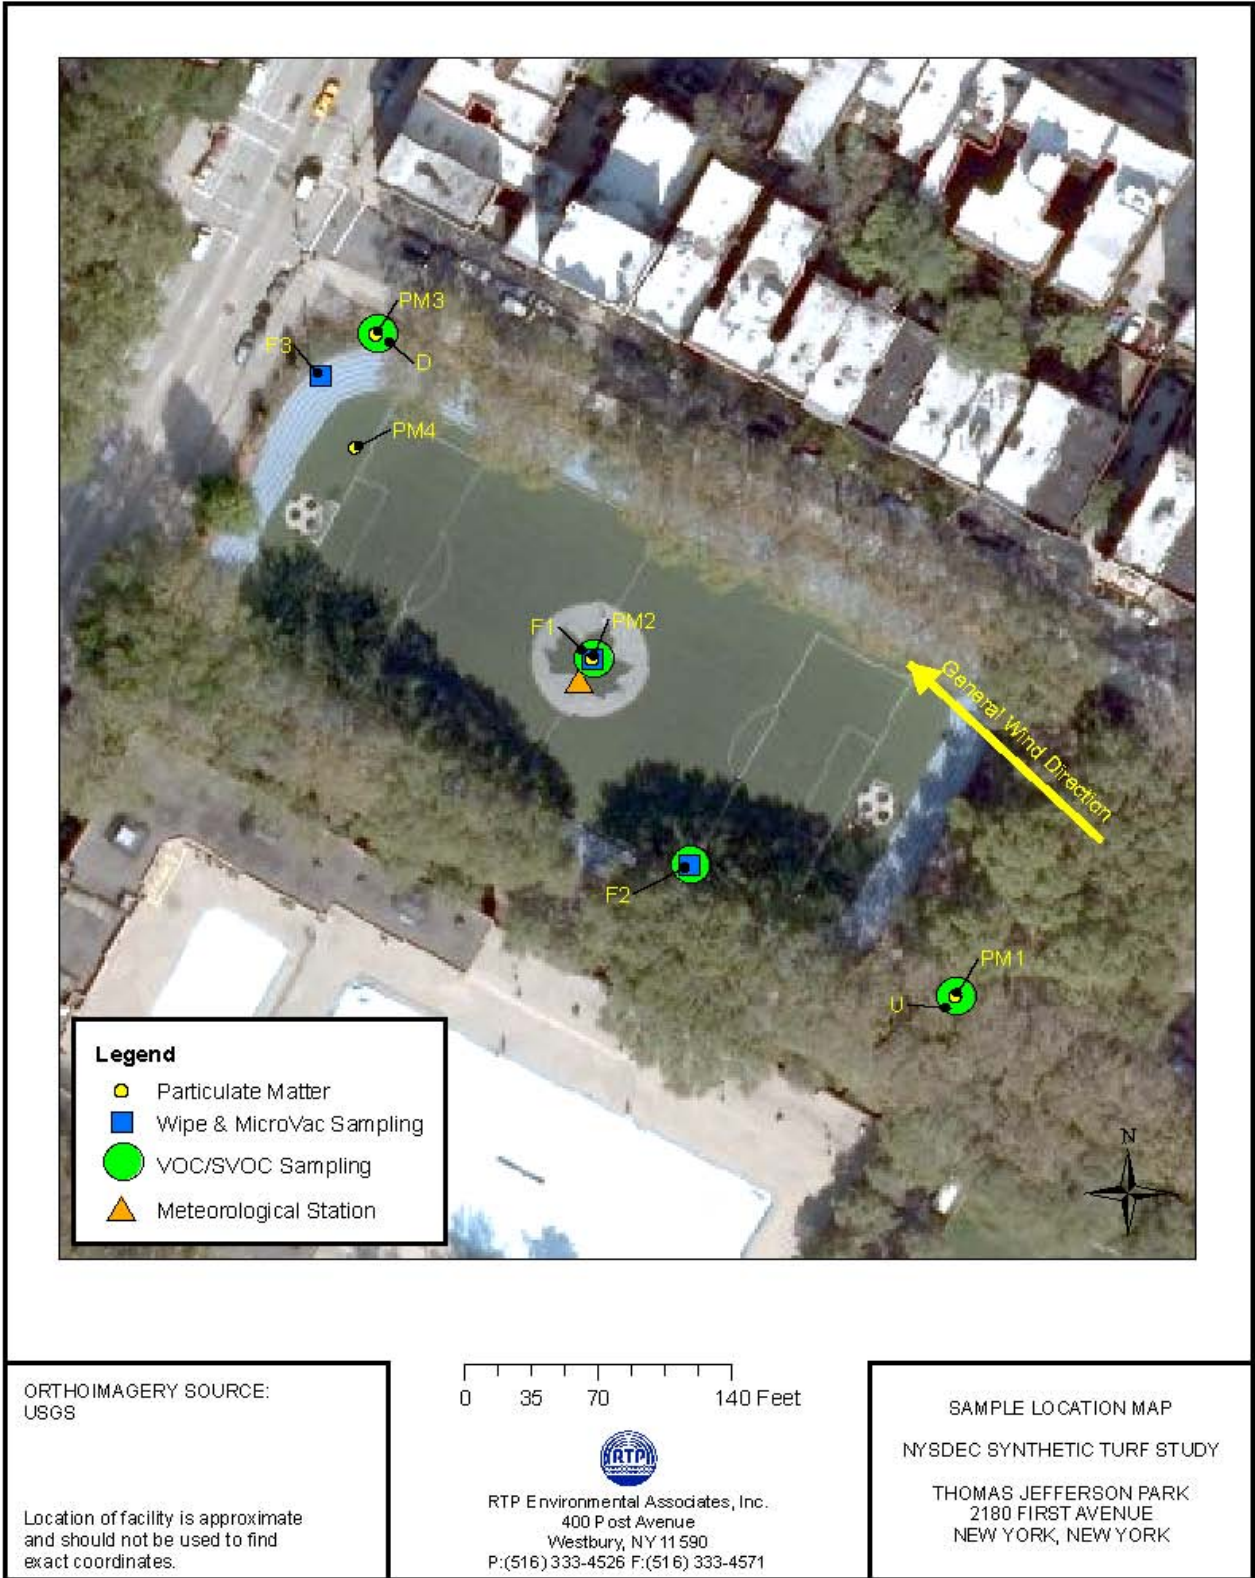 PM3
F3
D
PM4
F1
PM2
General Wind Direction
F2
PM1
U
N
Legend
Particulate Matter
Wipe & MicroVac Sampling
VOC/SVOC Sampling
Meteorological Station
ORTHOIMAGERY SOURCE:
USGS
Location of facility is approximate
and should not be used to find
exact coordinates.
0 35 70 140 Feet
RTP
RTP Environmental Associates, Inc.
400 Post Avenue
Westbury, NY 11590
P:(516) 333-4526 F:(516) 333-4571
SAMPLE LOCATION MAP
NYSDEC SYNTHETIC TURF STUDY
THOMAS JEFFERSON PARK
2180 FIRST AVENUE
NEW YORK, NEW YORK